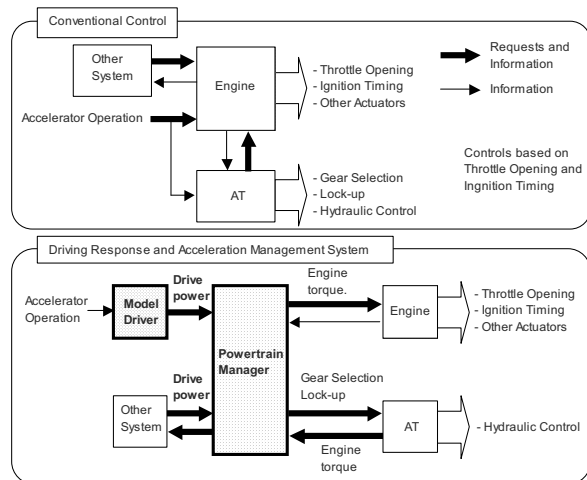 Conventional Control
Other
System
Engine
- Throttle Opening
- Ignition Timing
- Other Actuators
Requests and
Information
Information
Accelerator Operation
AT
- Gear Selection
- Lock-up
- Hydraulic Control
Controls based on
Throttle Opening and
Ingnition Timing
Driving Response and Acceleration Management System
Accelerator
Operation
Model
Driver
Drive
power
Powertrain
Manager
Engine
torque.
Engine
- Throttle Opening
- Ignition Timing
- Other Actuators
Other
System
Drive
power
Gear Selection
Lock-up
Engine
torque
AT
- Hydraulic Control